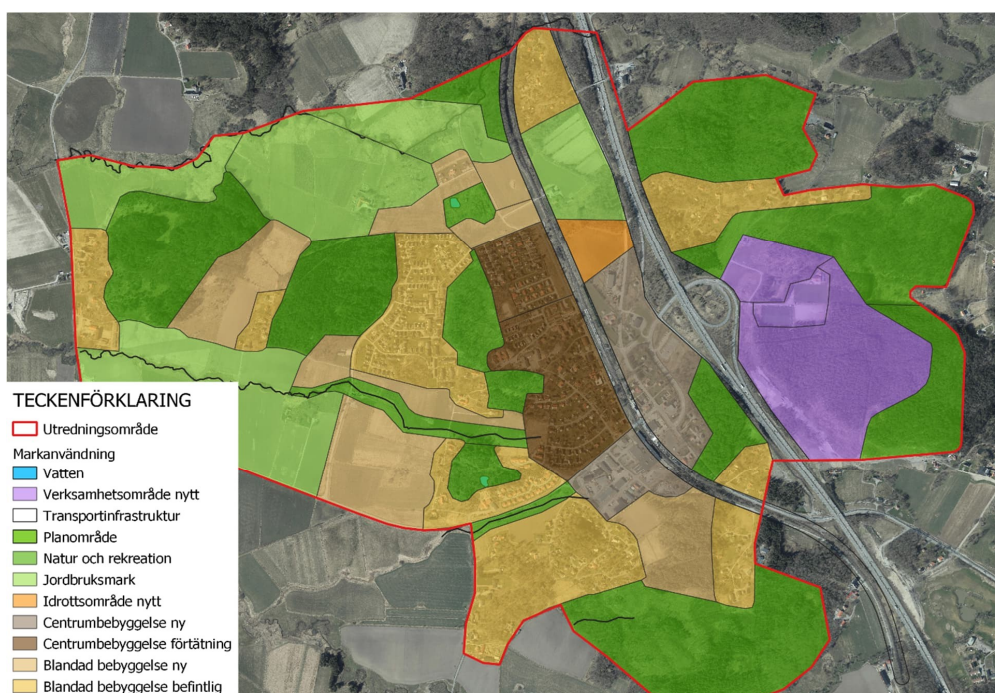 TECKENFÖRKLARING
Utredningsområde
Markanvändning
Vatten
Verksamhetsområde nytt
Transportinfrastruktur
Planområde
Natur och rekreation
Jordbruksmark
Idrottsområde nytt
Centrumbebyggelse ny
Centrumbebyggelse förtätning
Blandad bebyggelse ny
Blandad bebyggelse befintlig